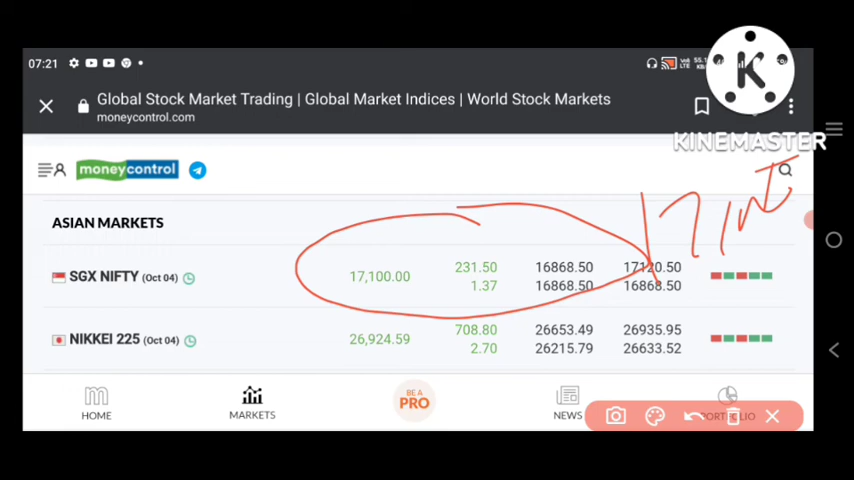 07:21
Global Stock Market Trading | Global Market Indices | World Stock Markets
moneycontrol.com
K
KINEMASTER
moneycontrol
ASIAN MARKETS
SGX NIFTY (Oct 04) 17,100.00 231.50 16868.50 17120.50
1.37 16868.50 16868.50
NIKKEI 225 (Oct 04) 26,924.59 708.80 26653.49 26935.95
2.70 26215.79 26633.52
HOME
MARKETS
BE A
PRO
NEWS
PORTFOLIO